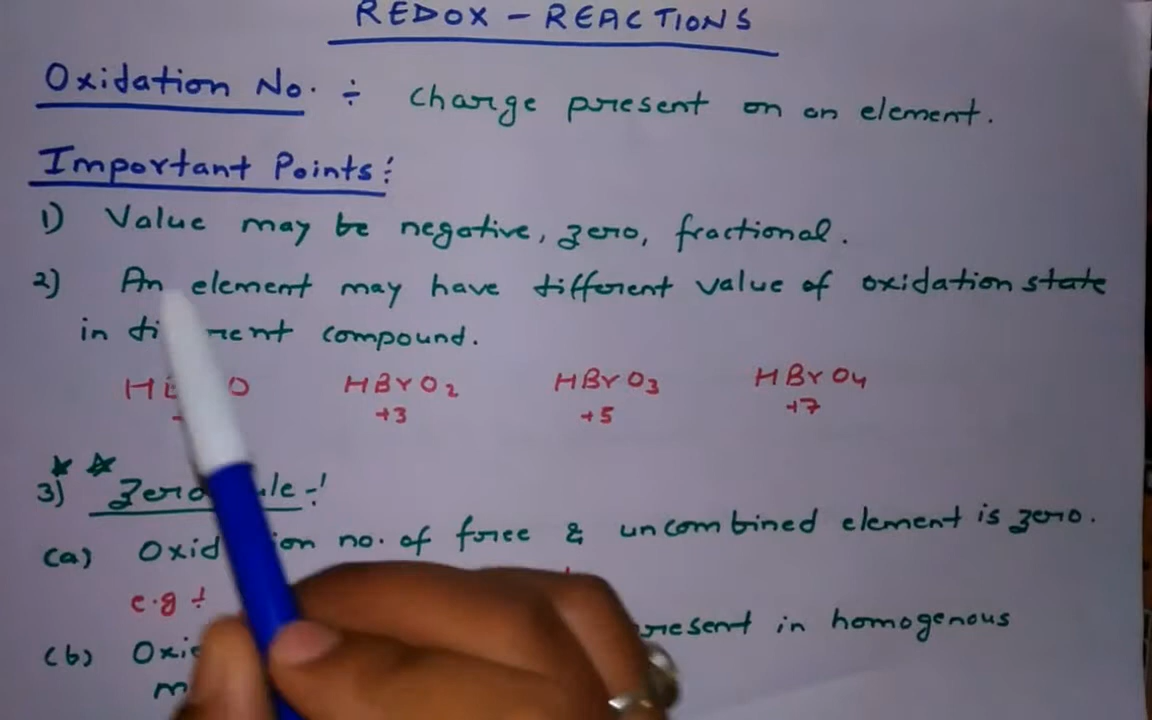 REDOX - REACTIONS
Oxidation No. ÷ charge present on an element.
Important Points:
1) Value may be negative, zero, fractional.
2) An element may have different value of oxidation state
in compound.
HBrO2 HBrO3 HBrO4
+3 +5 +7
3)
(a) no. of free & uncombined element is zero.
e.g ÷
(b) present in homogenous